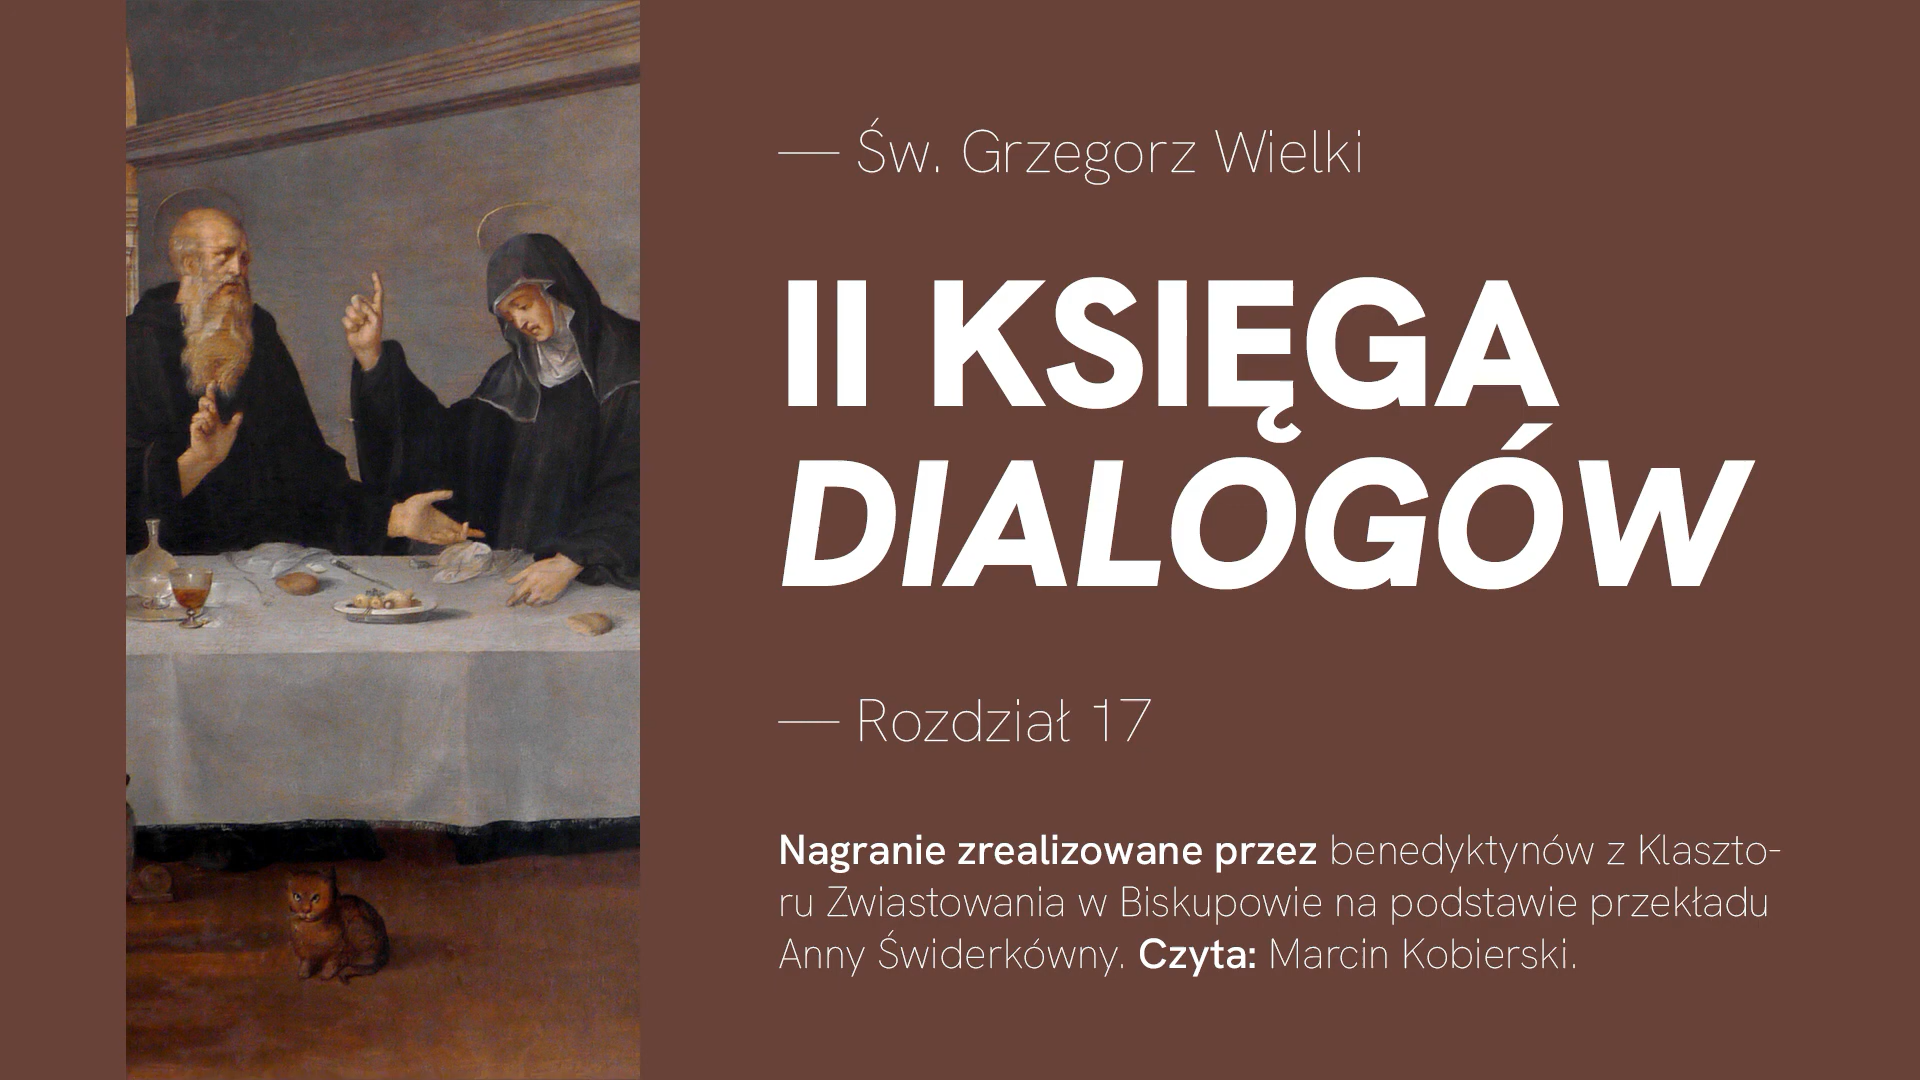 — Św. Grzegorz Wielki
II KSIĘGA
DIALOGÓW
— Rozdział 17
Nagranie zrealizowane przez benedyktynów z Klaszto-
ru Zwiastowania w Biskupowie na podstawie przekładu
Anny Świderkówny. Czyta: Marcin Kobierski.